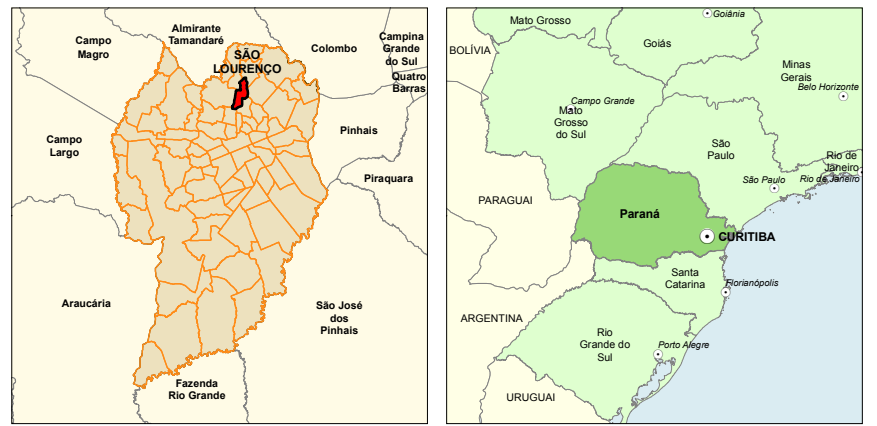 Almirante
Tamandaré
Campo
Magro
Colombo
Campina
Grande
do Sul
SÃO
LOURENÇO
Quatro
Barras
Campo
Largo
Pinhais
Piraquara
Araucária
São José
dos
Pinhais
Fazenda
Rio Grande
Mato Grosso
Goiânia
BOLÍVIA
Goiás
Minas
Gerais
Belo Horizonte
Campo Grande
Mato
Grosso
do Sul
São
Paulo
Rio de
Janeiro
São Paulo
Rio de Janeiro
PARAGUAI
Paraná
CURITIBA
Santa
Catarina
Florianópolis
ARGENTINA
Rio
Grande do
Sul
Porto Alegre
URUGUAI